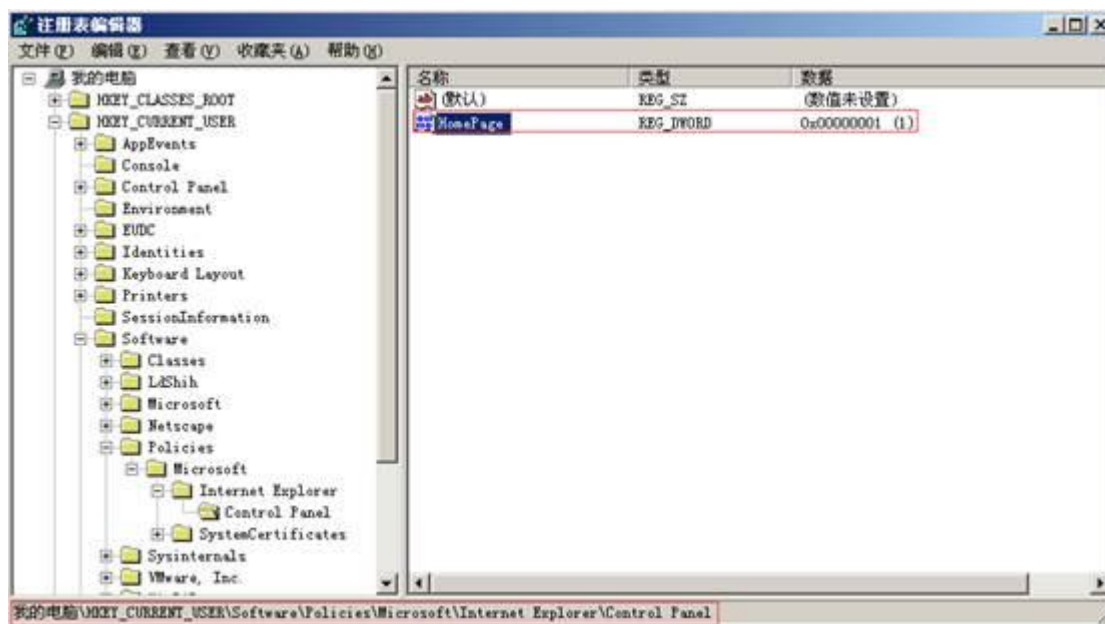 注册表编辑器
文件(F) 编辑(E) 查看(V) 收藏夹(A) 帮助(H)
我的电脑
HKEY_CLASSES_ROOT
HKEY_CURRENT_USER
AppEvents
Console
Control Panel
Environment
EUDC
Identities
Keyboard Layout
Printers
SessionInformation
Software
Classes
LdShih
Microsoft
Netscape
Policies
Microsoft
Internet Explorer
Control Panel
SystemCertificates
Sysinternals
VMware, Inc.
名称 类型 数据
(默认) REG_SZ (数值未设置)
HomePage REG_DWORD 0x00000001 (1)
我的电脑\HKEY_CURRENT_USER\Software\Policies\Microsoft\Internet Explorer\Control Panel